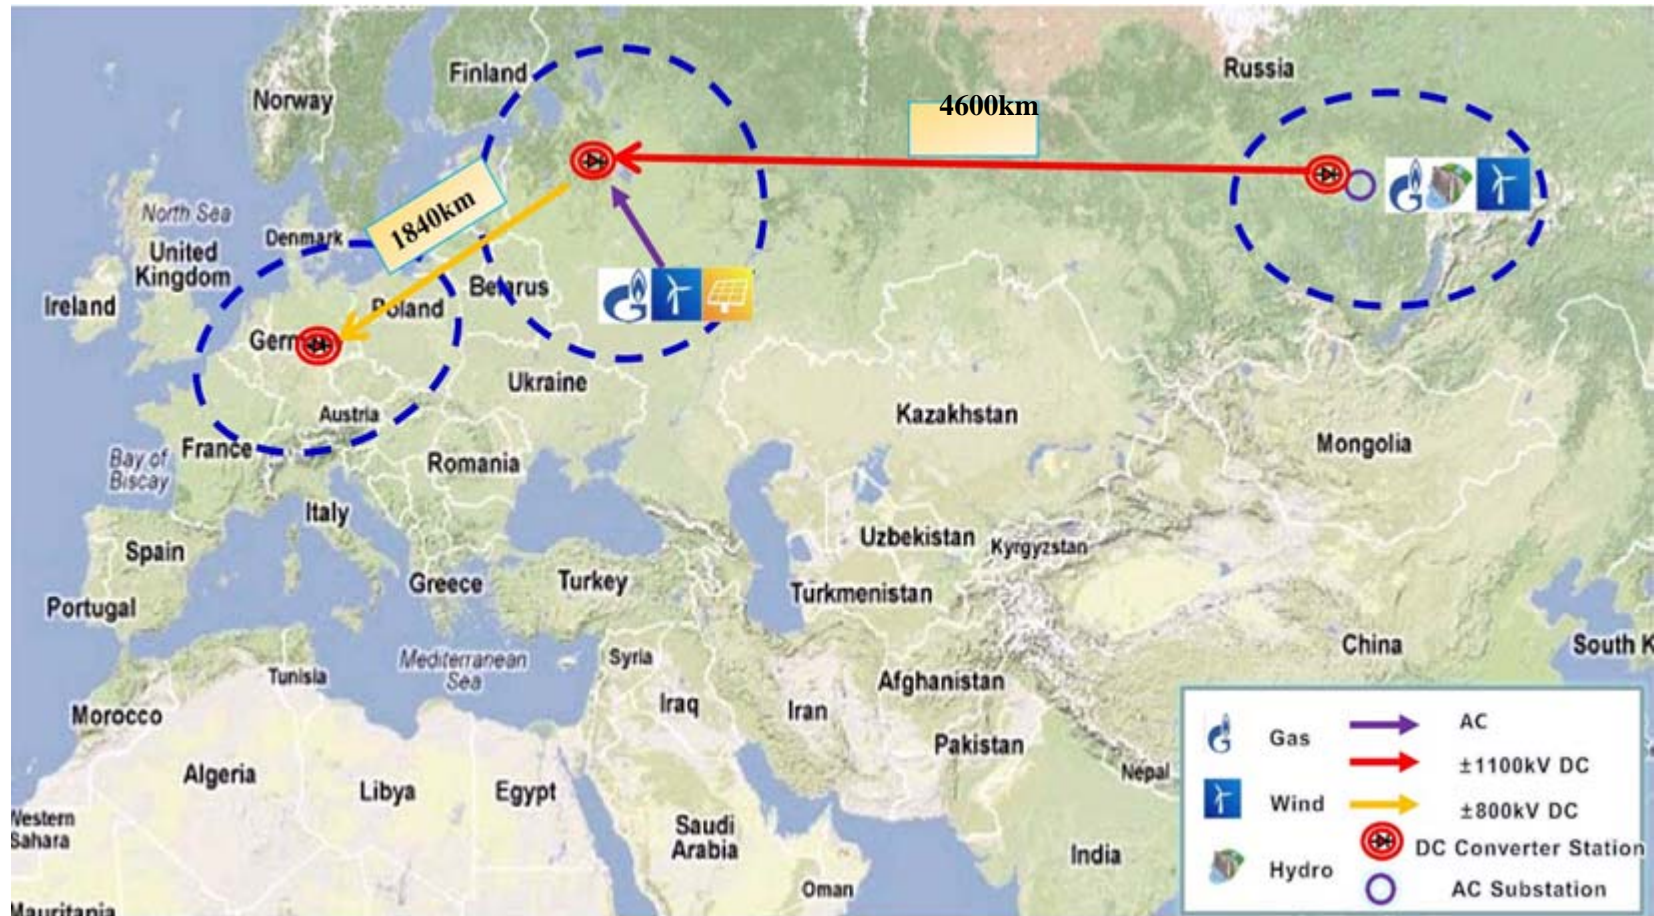 Finland
Russia
Norway
4600km
1840km
North Sea
Denmark
United
Kingdom
Ireland
Belarus
Poland
Ukraine
Austria
Kazakhstan
Mongolia
France
Bay of
Biscay
Romania
Italy
Spain
Uzbekistan
Kyrgyzstan
Greece
Turkey
Turkmenistan
Portugal
China
South K
Mediterranean
Sea
Syria
Tunisia
Afghanistan
Morocco
Iraq
Iran
Pakistan
Algeria
Libya
Egypt
Nepal
Western
Sahara
Saudi
Arabia
India
Oman
Mauritania
Gas
AC
±1100kV DC
Wind
±800kV DC
DC Converter Station
Hydro
AC Substation